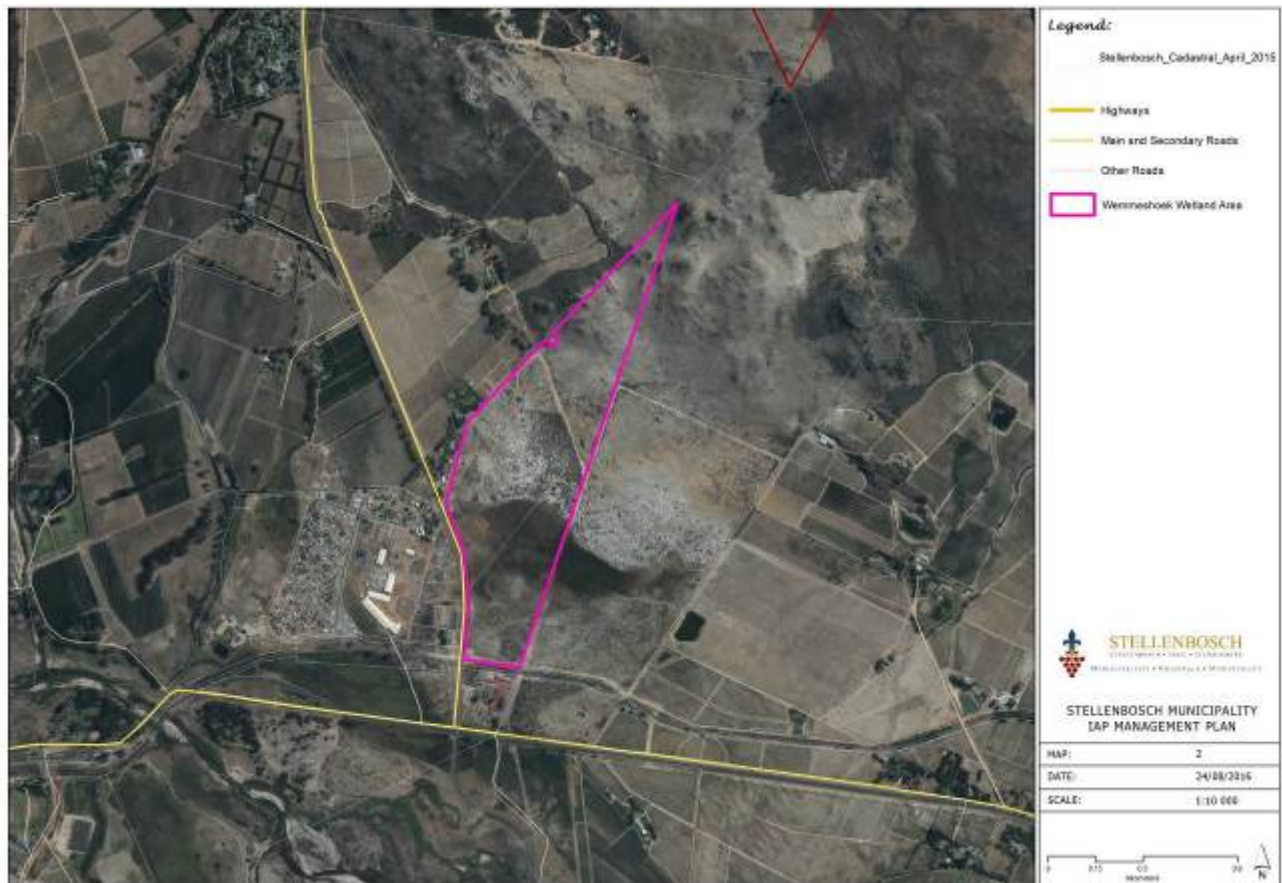 Legend:
Stellenbosch_Cadastral_April_2015
Highways
Main and Secondary Roads
Other Roads
Wemmeshoek Wetland Area
STELLENBOSCH
STELLENBOSCH MUNICIPALITY
IAP MANAGEMENT PLAN
MAP: 2
DATE: 24/08/2016
SCALE: 1:10 000
N